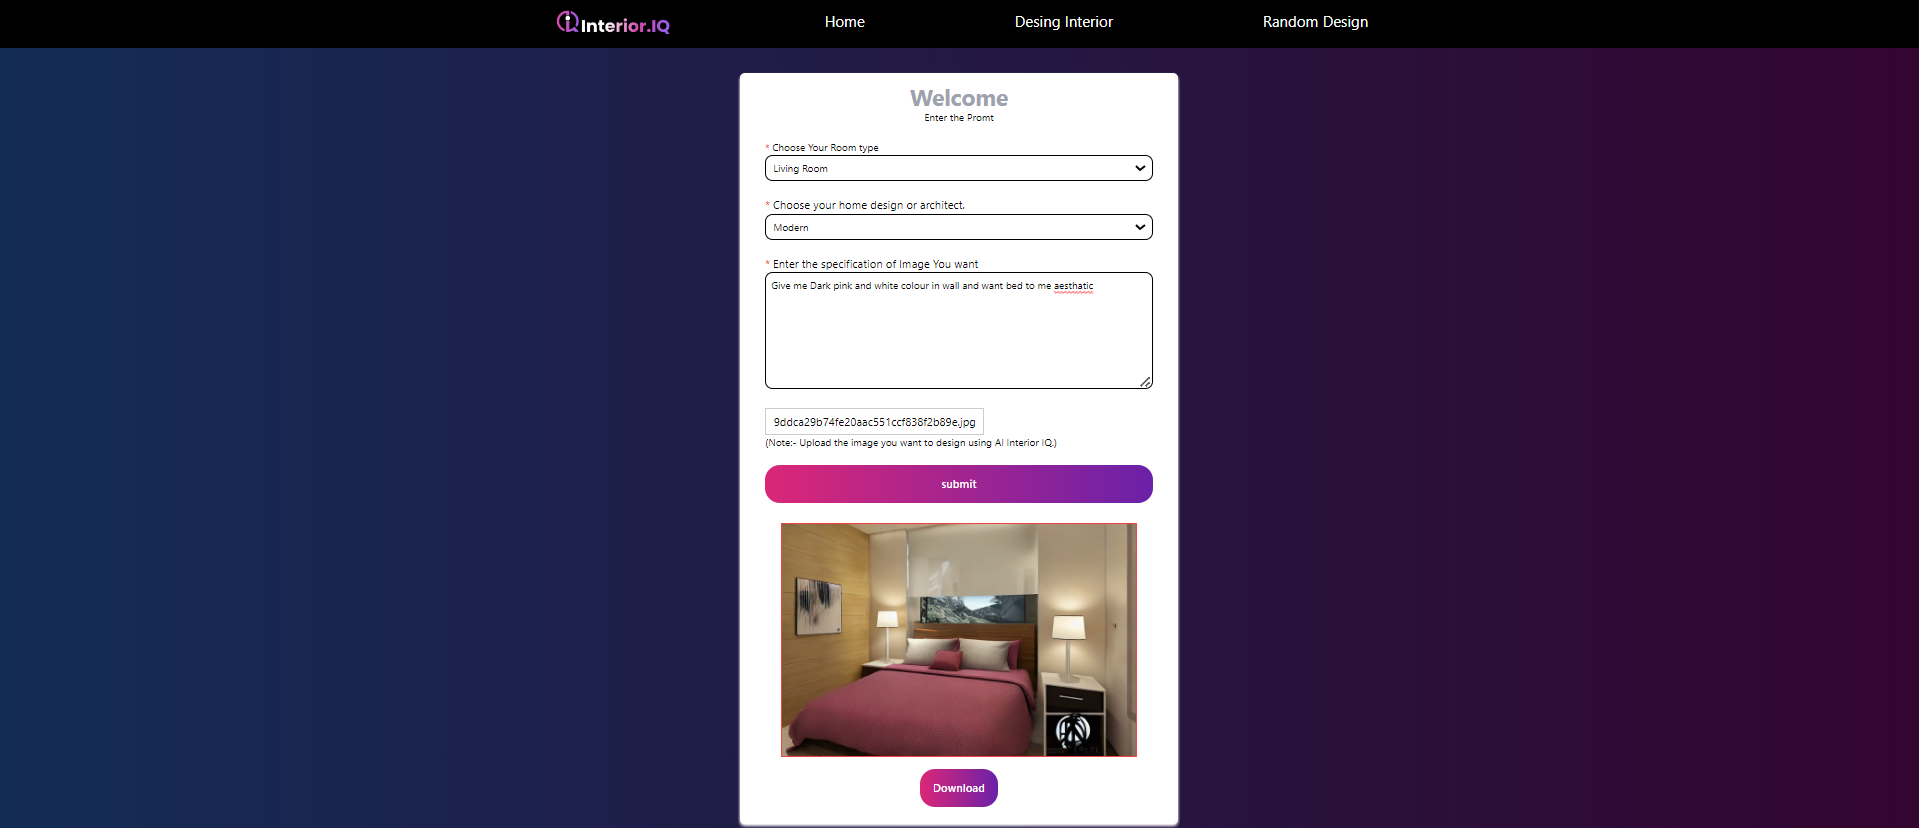 Interior.IQ
Home
Desing Interior
Random Design
Welcome
Enter the Promt
* Choose Your Room type
Living Room
* Choose your home design or architect.
Modern
* Enter the specification of Image You want
Give me Dark pink and white colour in wall and want bed to me aesthatic
9ddca29b74fe20aac551ccf838f2b89e.jpg
(Note:- Upload the image you want to design using AI Interior IQ.)
submit
Download